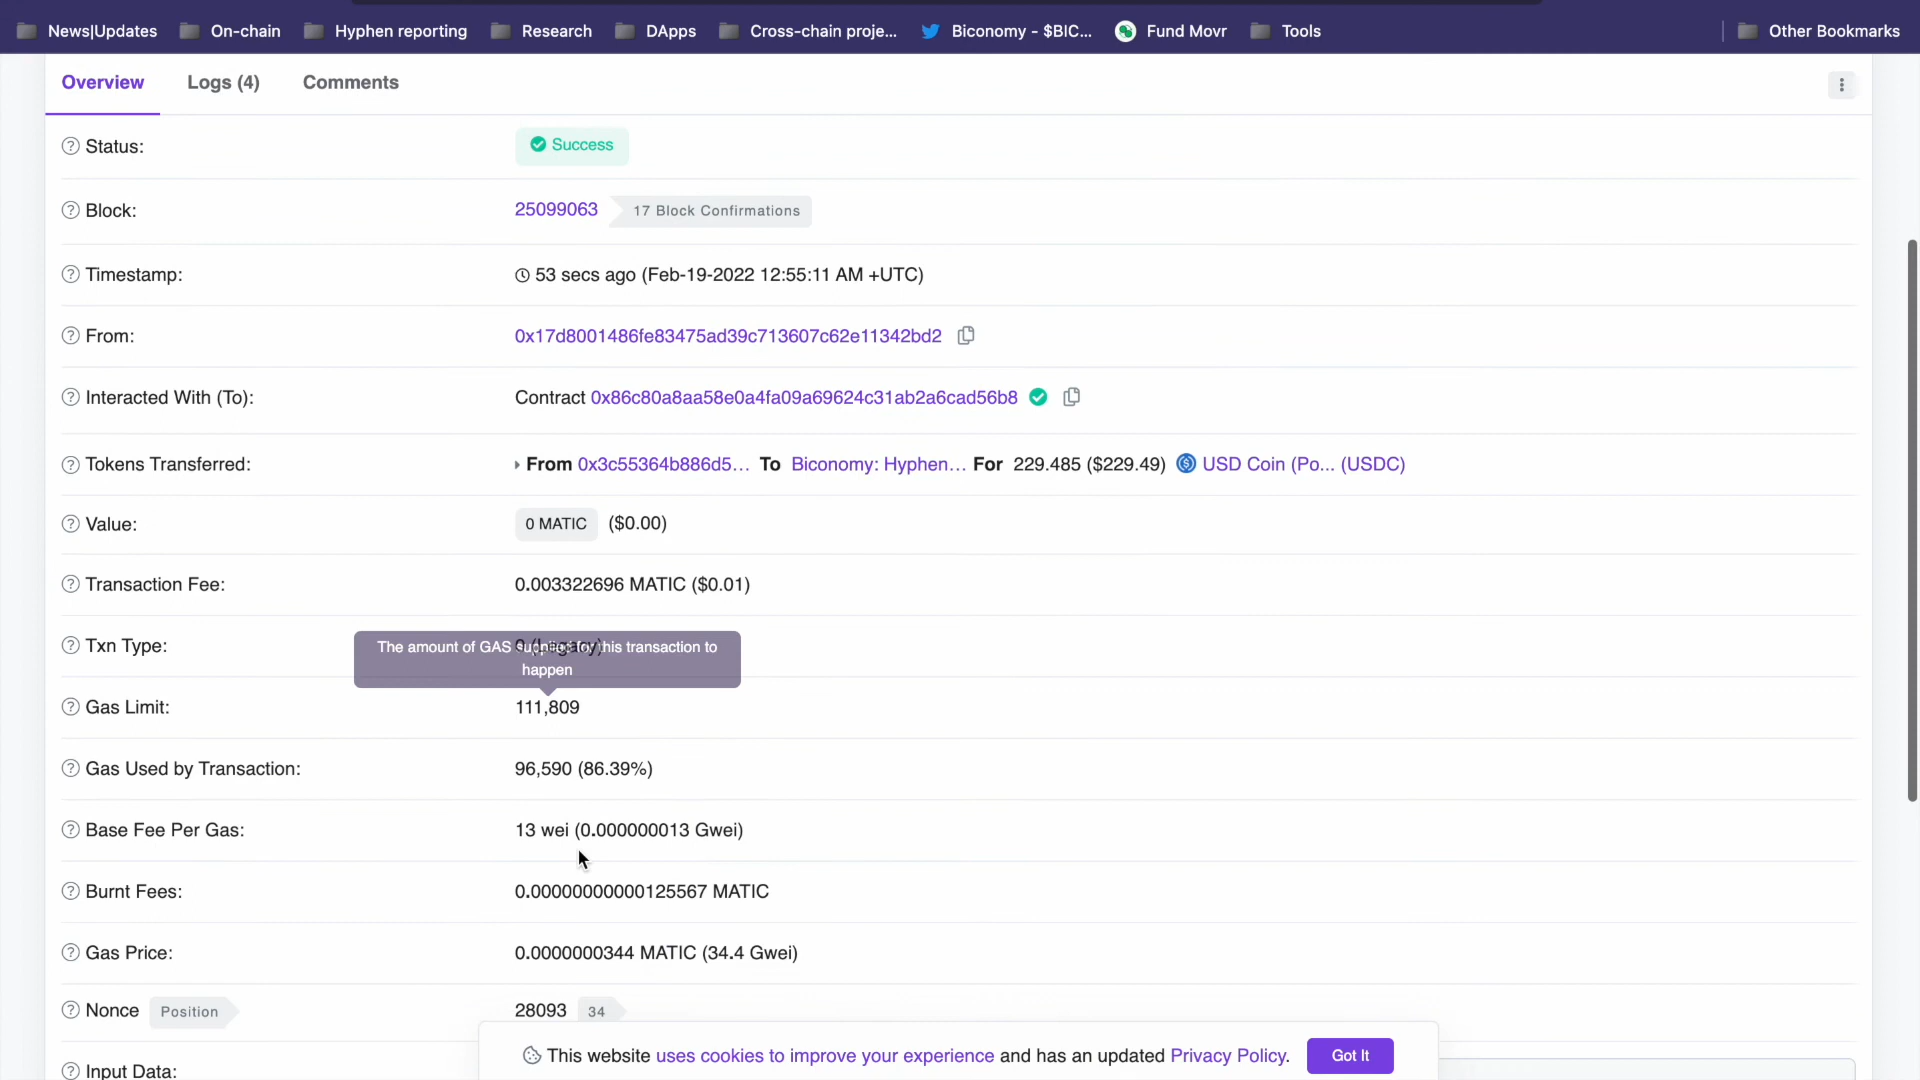 News|Updates On-chain Hyphen reporting Research DApps Cross-chain proje... Biconomy - $BIC... Fund Movr Tools Other Bookmarks
Overview Logs (4) Comments
Status: Success
Block: 25099063 17 Block Confirmations
Timestamp: 53 secs ago (Feb-19-2022 12:55:11 AM +UTC)
From: 0x17d8001486fe83475ad39c713607c62e11342bd2
Interacted With (To): Contract 0x86c80a8aa58e0a4fa09a69624c31ab2a6cad56b8
Tokens Transferred: From 0x3c55364b886d5... To Biconomy: Hyphen... For 229.485 ($229.49) USD Coin (Po... (USDC)
Value: 0 MATIC ($0.00)
Transaction Fee: 0.003322696 MATIC ($0.01)
Txn Type: 0 (Legacy)
The amount of GAS supplied for this transaction to
happen
Gas Limit: 111,809
Gas Used by Transaction: 96,590 (86.39%)
Base Fee Per Gas: 13 wei (0.000000013 Gwei)
Burnt Fees: 0.00000000000125567 MATIC
Gas Price: 0.0000000344 MATIC (34.4 Gwei)
Nonce Position 28093 34
This website uses cookies to improve your experience and has an updated Privacy Policy. Got It
Input Data: